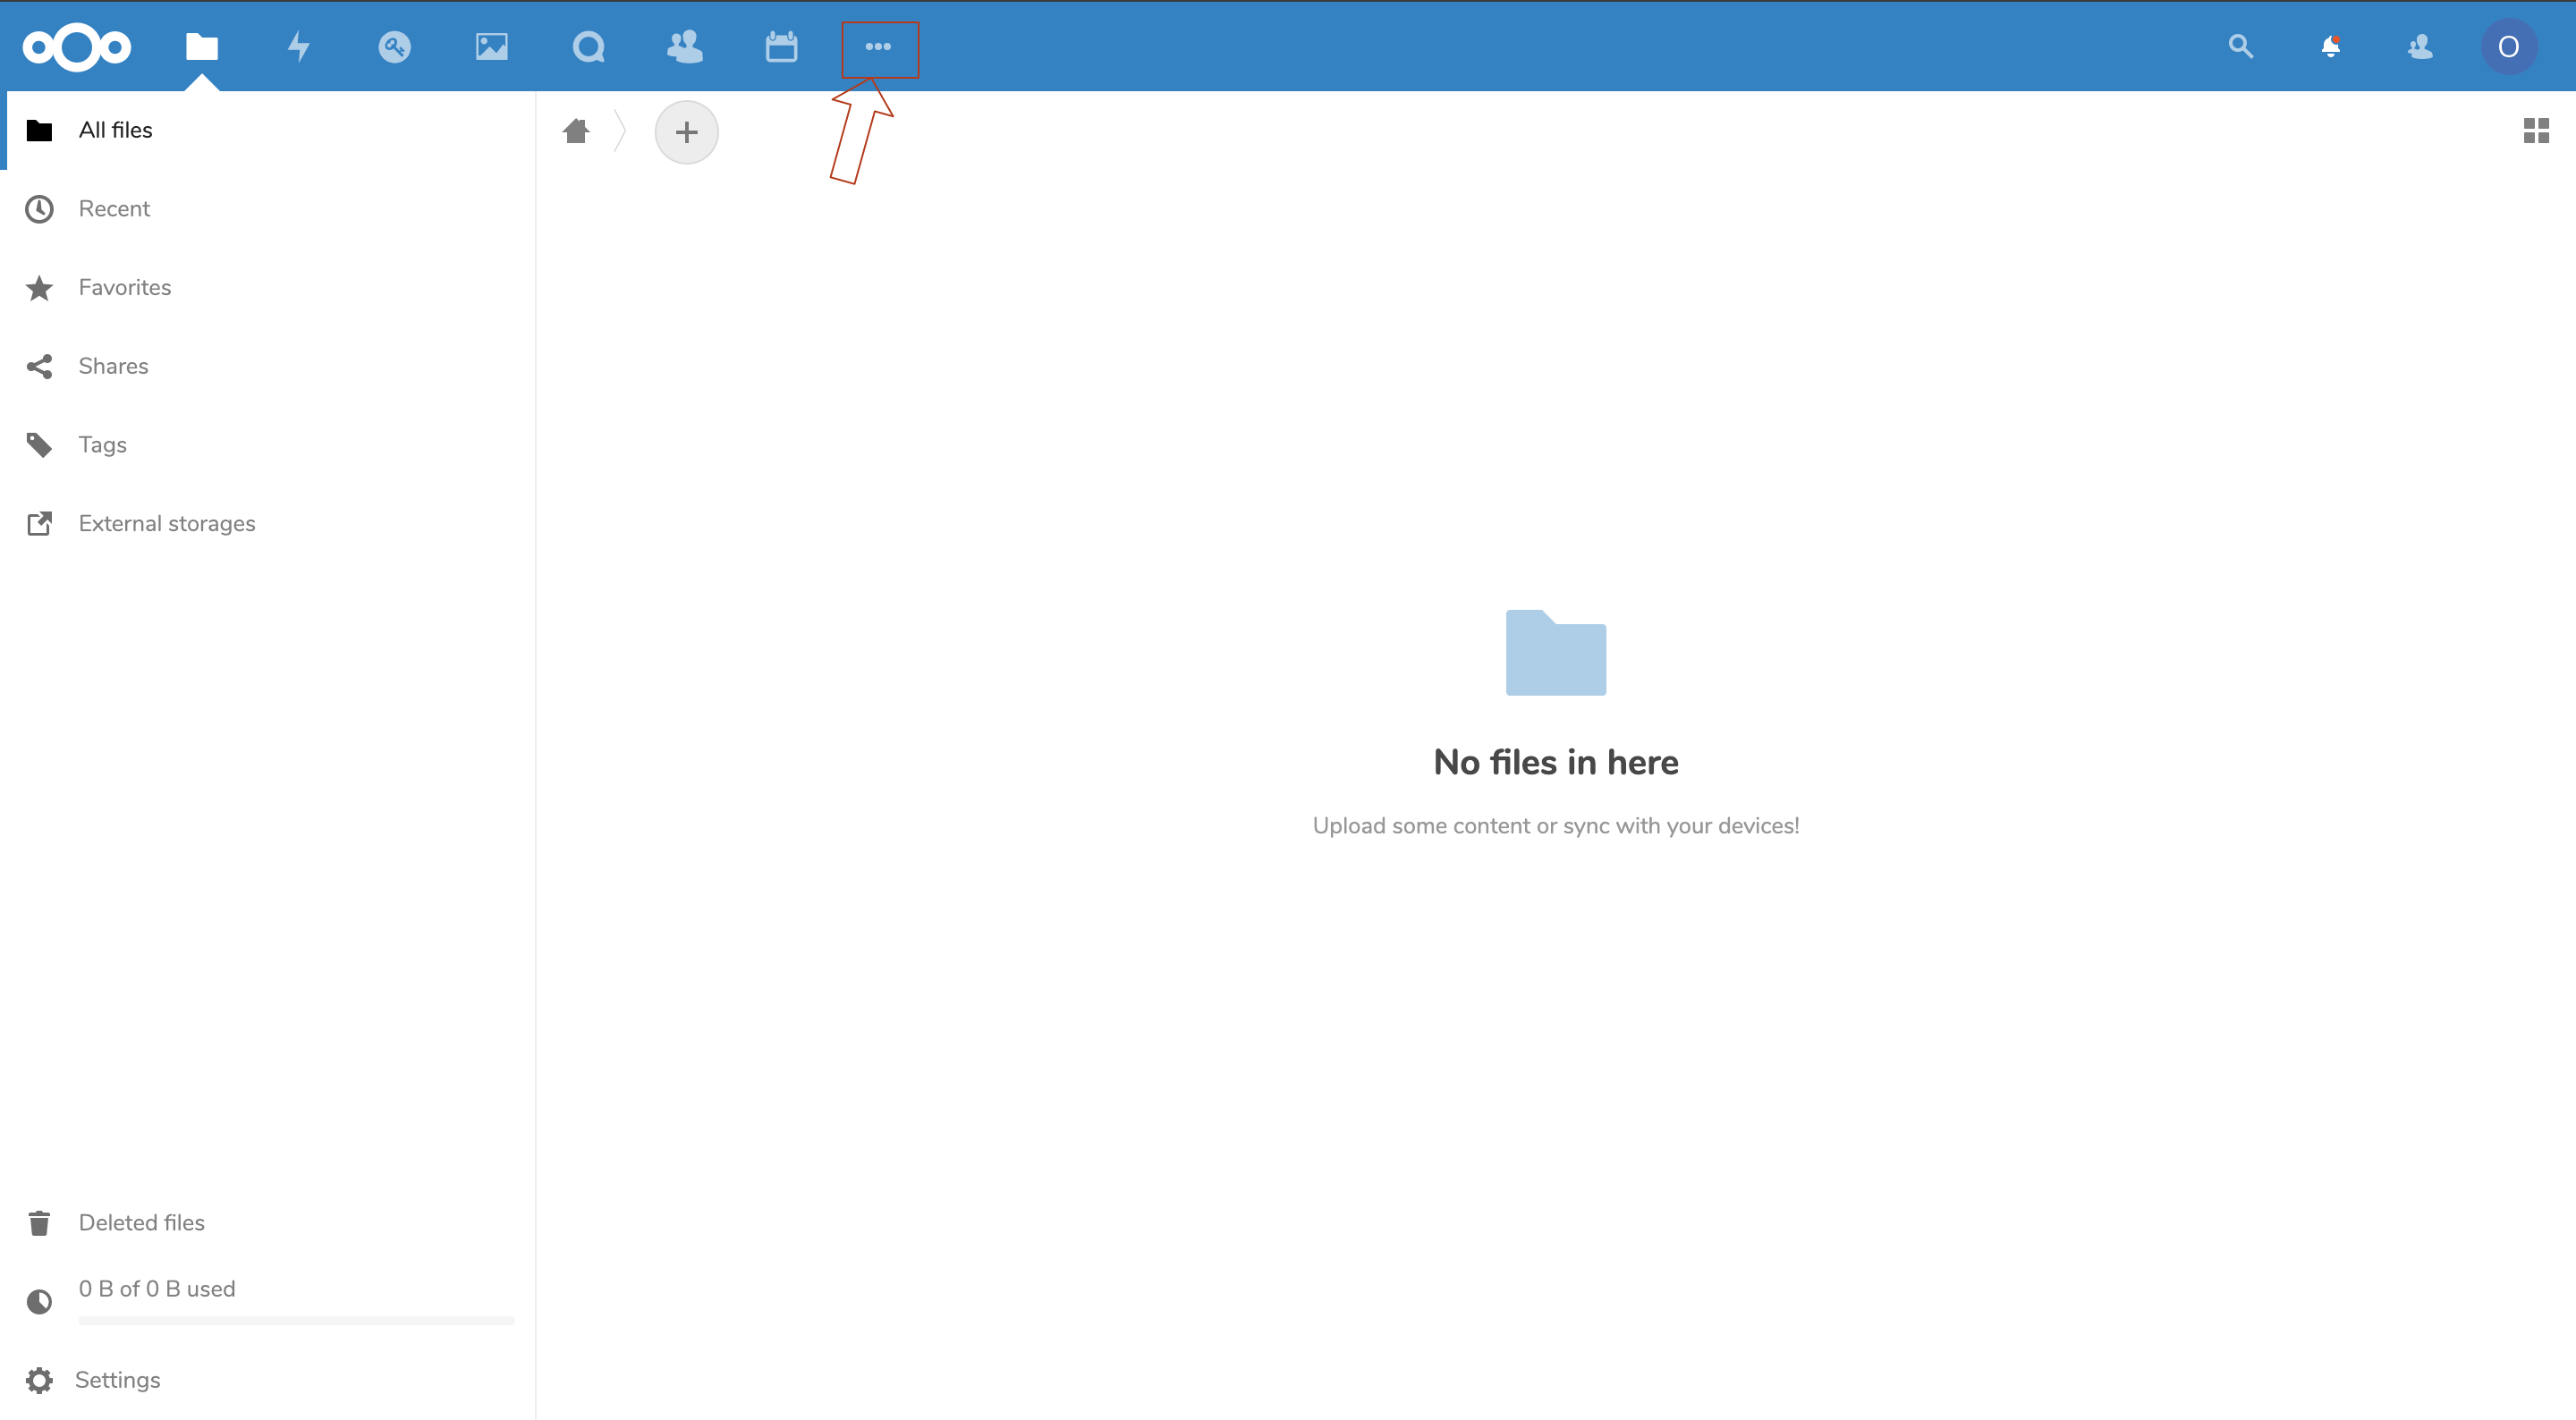 O
All files
Recent
Favorites
Shares
Tags
External storages
No files in here
Upload some content or sync with your devices!
Deleted files
0 B of 0 B used
Settings